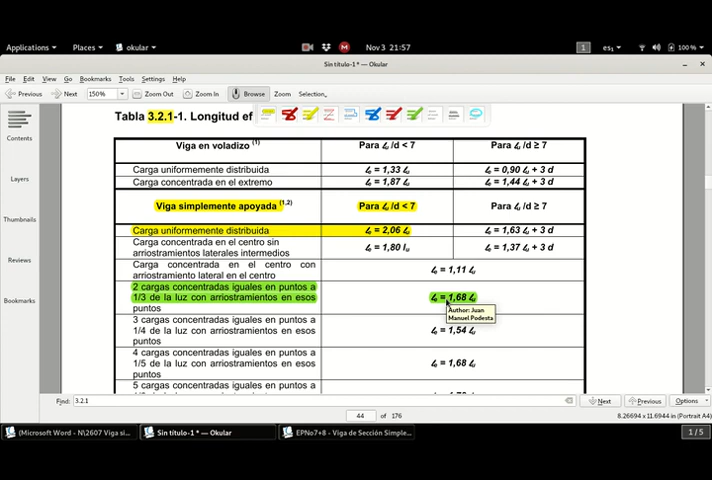 Applications
Places
okular
Nov 3 21:57
1
es₁
100 %
Sin título-1 * — Okular
File Edit View Go Bookmarks Tools Settings Help
Previous Next 150% Zoom Out Zoom In Browse Zoom Selection
Contents
Layers
Thumbnails
Reviews
Bookmarks
Tabla 3.2.1-1. Longitud ef
Viga en voladizo (1) Para ℓu /d < 7 Para ℓu /d ≥ 7
Carga uniformemente distribuida ℓe = 1,33 ℓu ℓe = 0,90 ℓu + 3 d
Carga concentrada en el extremo ℓe = 1,87 ℓu ℓe = 1,44 ℓu + 3 d
Viga simplemente apoyada (1,2) Para ℓu /d < 7 Para ℓu /d ≥ 7
Carga uniformemente distribuida ℓe = 2,06 ℓu ℓe = 1,63 ℓu + 3 d
Carga concentrada en el centro sin
arriostramientos laterales intermedios
ℓe = 1,80 lu ℓe = 1,37 ℓu + 3 d
Carga concentrada en el centro con
arriostramiento lateral en el centro
ℓe = 1,11 ℓu
2 cargas concentradas iguales en puntos a
1/3 de la luz con arriostramientos en esos
puntos
ℓe = 1,68 ℓu
Author: Juan
Manuel Podesta
3 cargas concentradas iguales en puntos a
1/4 de la luz con arriostramientos en esos
puntos
ℓe = 1,54 ℓu
4 cargas concentradas iguales en puntos a
1/5 de la luz con arriostramientos en esos
puntos
ℓe = 1,68 ℓu
5 cargas concentradas iguales en puntos a
Find: 3.2.1 Next Previous Options
44 of 176
8.26694 x 11.6944 in (Portrait A4)
(Microsoft Word - N\2607 Viga si...
Sin título-1 * — Okular
EPNo7+8 - Viga de Sección Simple...
1 / 5